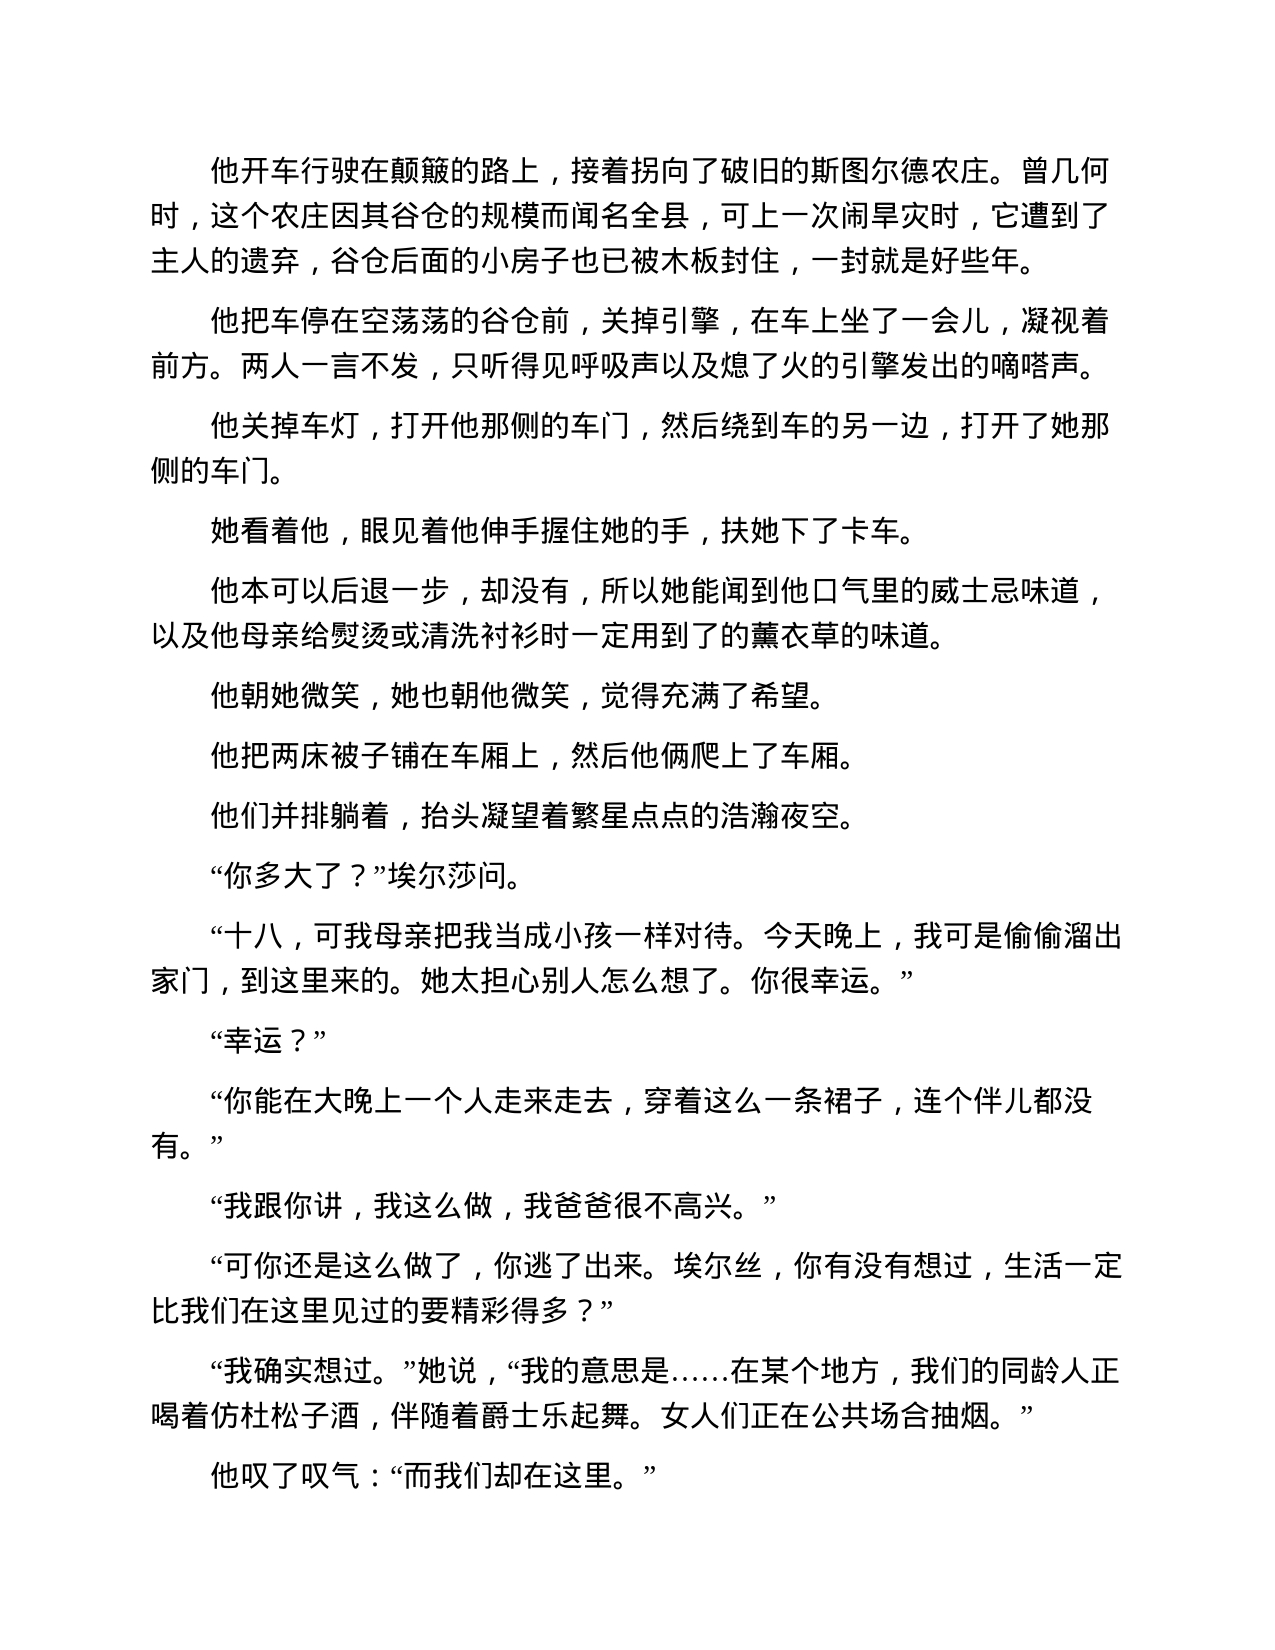 他开车行驶在颠簸的路上，接着拐向了破旧的斯图尔德农庄。曾几何
时，这个农庄因其谷仓的规模而闻名全县，可上一次闹旱灾时，它遭到了
主人的遗弃，谷仓后面的小房子也已被木板封住，一封就是好些年。
他把车停在空荡荡的谷仓前，关掉引擎，在车上坐了一会儿，凝视着
前方。两人一言不发，只听得见呼吸声以及熄了火的引擎发出的嘀嗒声。
他关掉车灯，打开他那侧的车门，然后绕到车的另一边，打开了她那
侧的车门。
她看着他，眼见着他伸手握住她的手，扶她下了卡车。
他本可以后退一步，却没有，所以她能闻到他口气里的威士忌味道，
以及他母亲给熨烫或清洗衬衫时一定用到了的薰衣草的味道。
他朝她微笑，她也朝他微笑，觉得充满了希望。
他把两床被子铺在车厢上，然后他俩爬上了车厢。
他们并排躺着，抬头凝望着繁星点点的浩瀚夜空。
“你多大了？”埃尔莎问。
“十八，可我母亲把我当成小孩一样对待。今天晚上，我可是偷偷溜出
家门，到这里来的。她太担心别人怎么想了。你很幸运。”
“幸运？”
“你能在大晚上一个人走来走去，穿着这么一条裙子，连个伴儿都没
有。”
“我跟你讲，我这么做，我爸爸很不高兴。”
“可你还是这么做了，你逃了出来。埃尔丝，你有没有想过，生活一定
比我们在这里见过的要精彩得多？”
“我确实想过。”她说，“我的意思是……在某个地方，我们的同龄人正
喝着仿杜松子酒，伴随着爵士乐起舞。女人们正在公共场合抽烟。”
他叹了叹气：“而我们却在这里。”